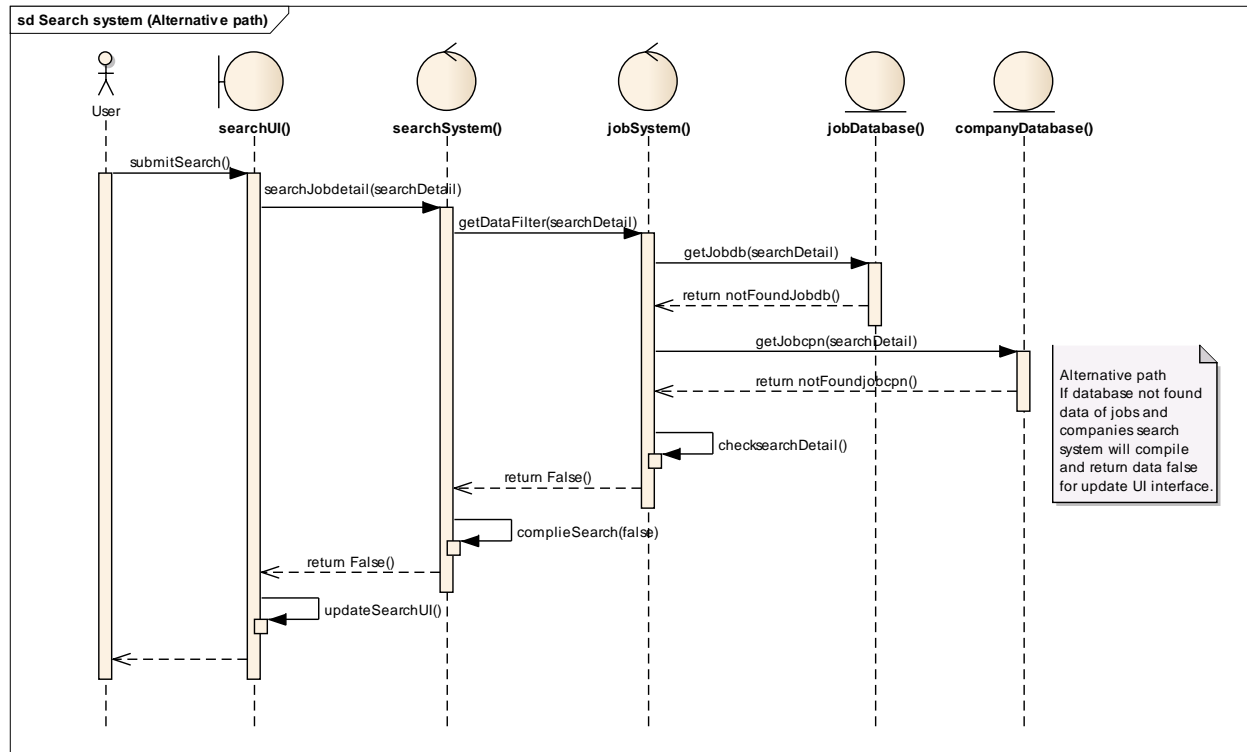 sd Search system (Alternative path)
User
searchUI()
searchSystem()
jobSystem()
jobDatabase()
companyDatabase()
submitSearch()
searchJobdetail(searchDetail)
getDataFilter(searchDetail)
getJobdb(searchDetail)
return notFoundJobdb()
getJobcpn(searchDetail)
return notFoundjobcpn()
Alternative path
If database not found
data of jobs and
companies search
system will compile
and return data false
for update UI interface.
checksearchDetail()
return False()
complieSearch(false)
return False()
updateSearchUI()